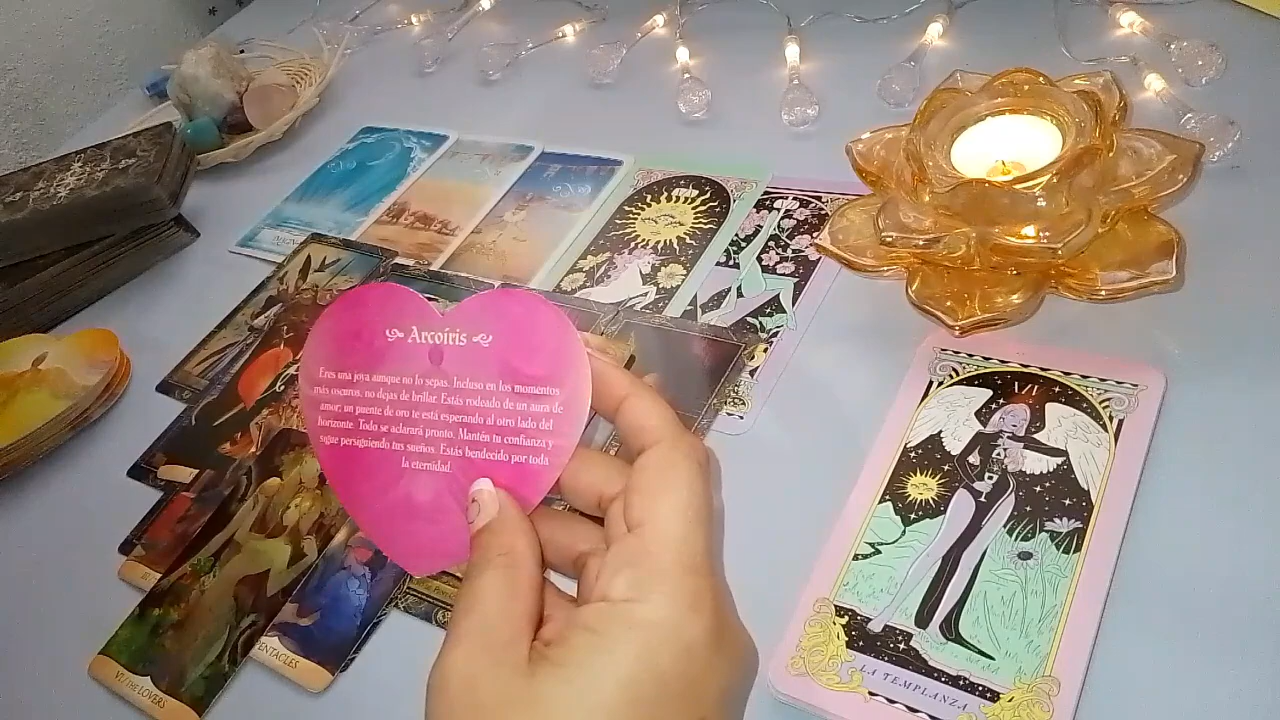 Arcoíris
Eres una joya aunque no lo sepas. Incluso en los momentos
más oscuros, no dejas de brillar. Estás rodeado de un aura de
amor; un puente de oro te está esperando al otro lado del
horizonte. Todo se aclarará pronto. Mantén tu confianza y
sigue persiguiendo tus sueños. Estás bendecido por toda
la eternidad.
XIV
LA TEMPLANZA
PENTACLES
VI THE LOVERS